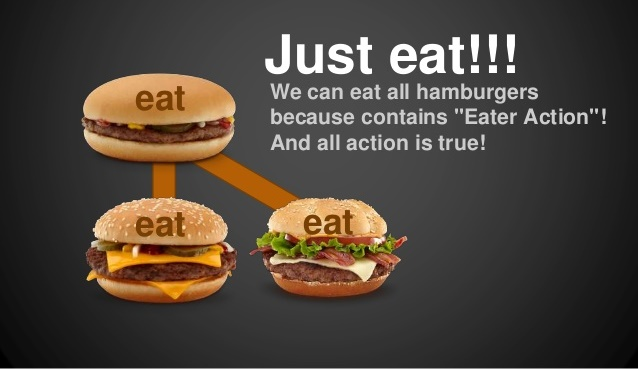 Just eat!!!
We can eat all hamburgers
because contains "Eater Action"!
And all action is true!
eat
eat
eat